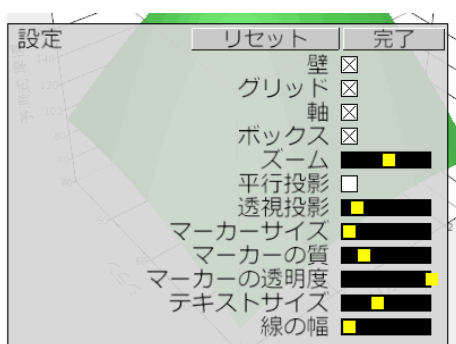 設定 リセット 完了
壁
グリッド
軸
ボックス
ズーム
平行投影
透視投影
マーカーサイズ
マーカーの質
マーカーの透明度
テキストサイズ
線の幅